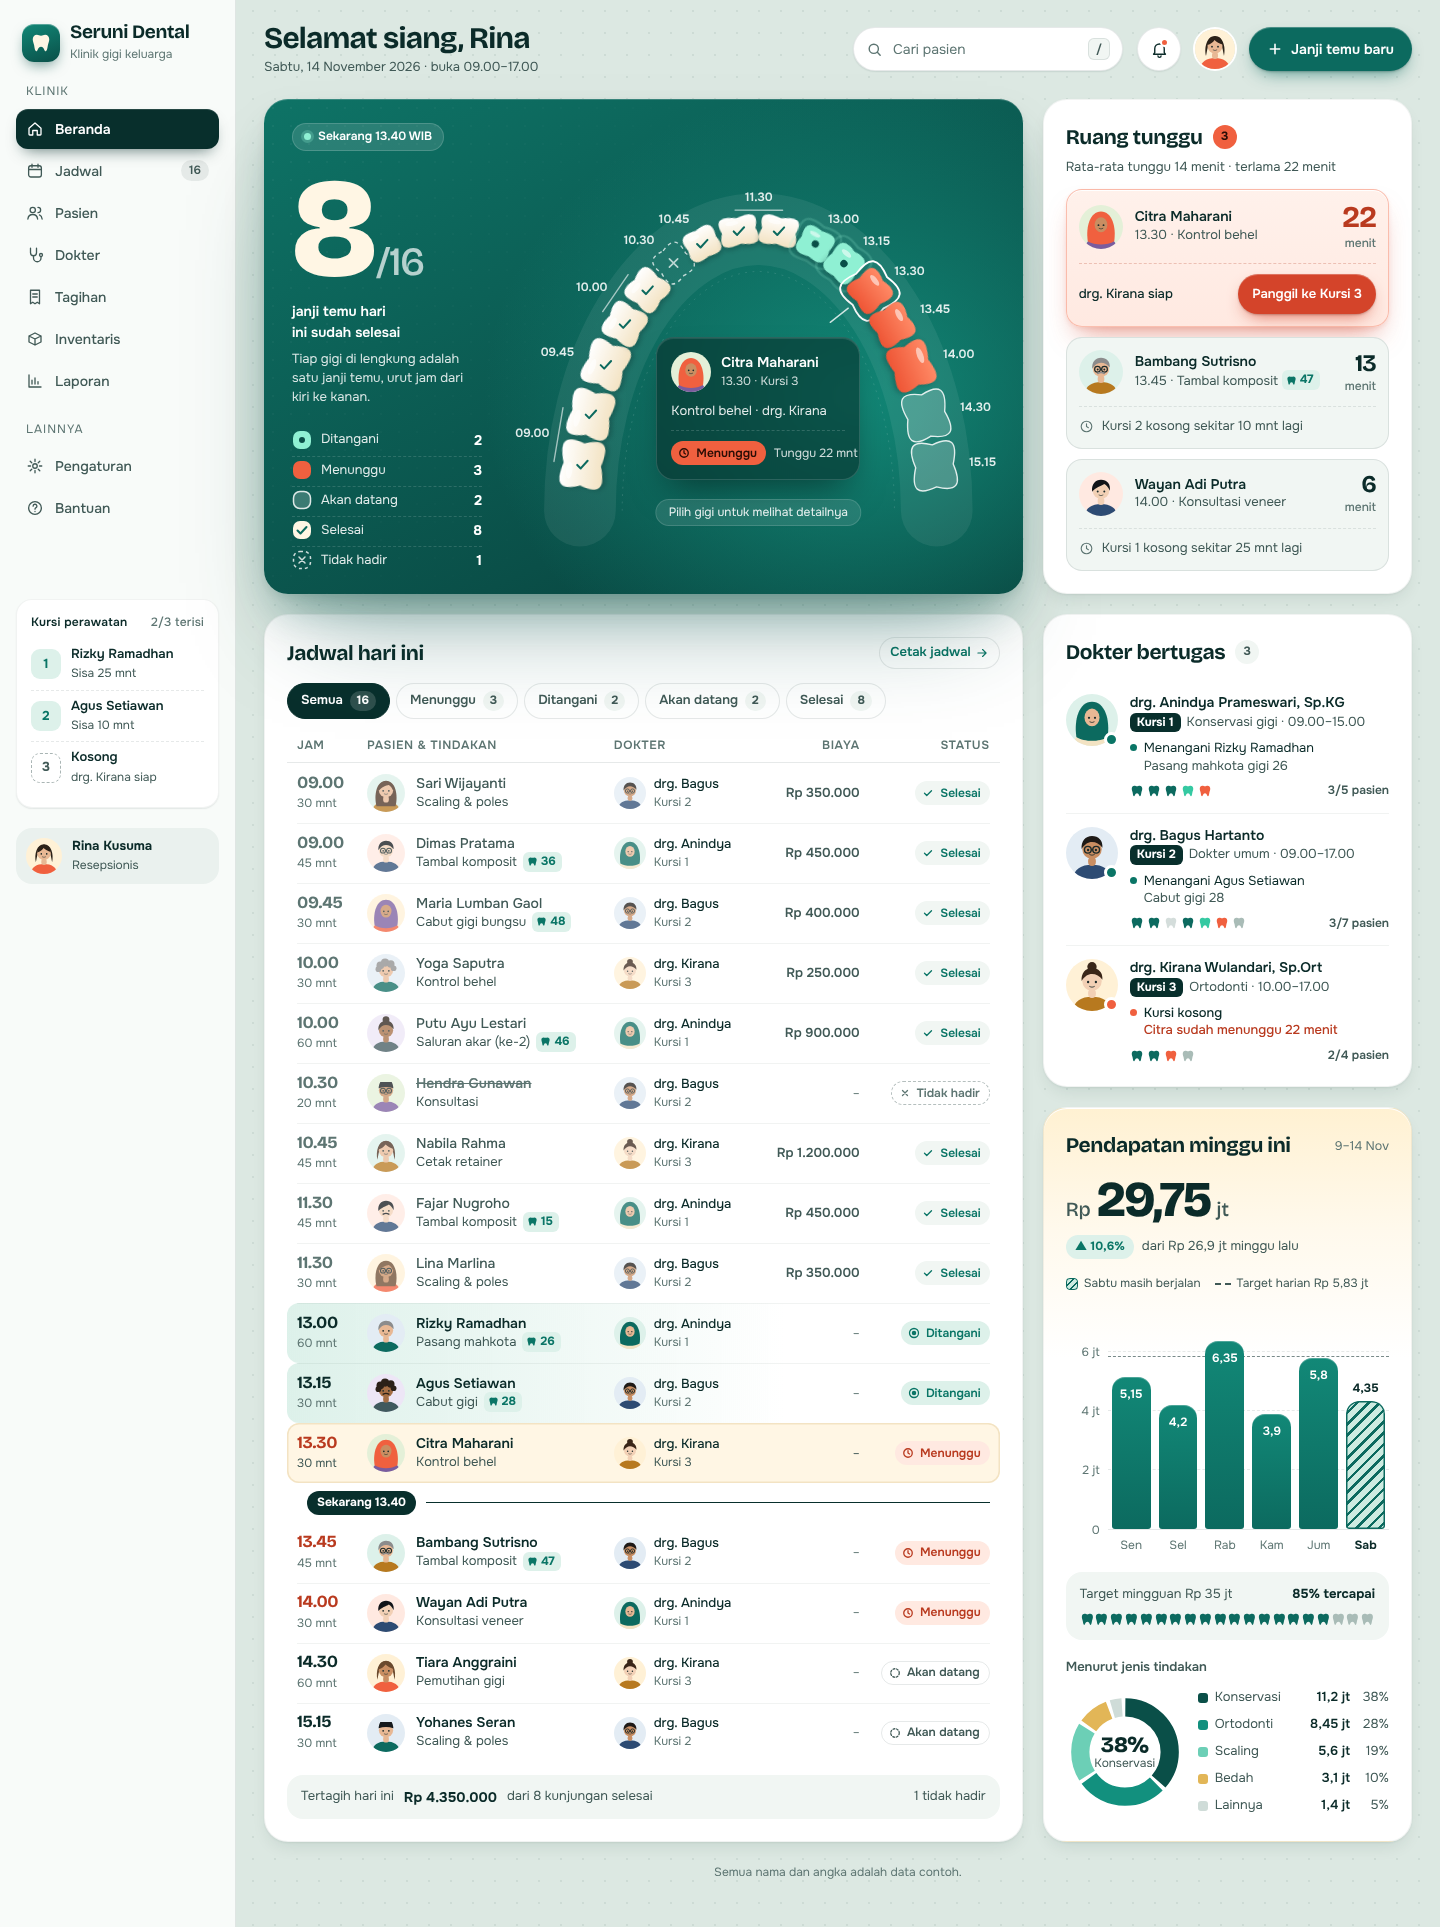 Seruni Dental
Klinik gigi keluarga
KLINIK
Beranda
Jadwal 16
Pasien
Dokter
Tagihan
Inventaris
Laporan
LAINNYA
Pengaturan
Bantuan
Kursi perawatan 2/3 terisi
1 Rizky Ramadhan
Sisa 25 mnt
2 Agus Setiawan
Sisa 10 mnt
3 Kosong
drg. Kirana siap
Rina Kusuma
Resepsionis
Selamat siang, Rina
Sabtu, 14 November 2026 · buka 09.00–17.00
Cari pasien /
Janji temu baru
Sekarang 13.40 WIB
8/16
janji temu hari
ini sudah selesai
Tiap gigi di lengkung adalah
satu janji temu, urut jam dari
kiri ke kanan.
Ditangani 2
Menunggu 3
Akan datang 2
Selesai 8
Tidak hadir 1
09.00
09.45
10.00
10.30
10.45
11.30
13.00
13.15
13.30
13.45
14.00
14.30
15.15
Citra Maharani
13.30 · Kursi 3
Kontrol behel · drg. Kirana
Menunggu Tunggu 22 mnt
Pilih gigi untuk melihat detailnya
Ruang tunggu 3
Rata-rata tunggu 14 menit · terlama 22 menit
Citra Maharani 22
13.30 · Kontrol behel menit
drg. Kirana siap Panggil ke Kursi 3
Bambang Sutrisno 13
13.45 · Tambal komposit 47 menit
Kursi 2 kosong sekitar 10 mnt lagi
Wayan Adi Putra 6
14.00 · Konsultasi veneer menit
Kursi 1 kosong sekitar 25 mnt lagi
Jadwal hari ini Cetak jadwal →
Semua 16 Menunggu 3 Ditangani 2 Akan datang 2 Selesai 8
JAM PASIEN & TINDAKAN DOKTER BIAYA STATUS
09.00 Sari Wijayanti drg. Bagus Rp 350.000 Selesai
30 mnt Scaling & poles Kursi 2
09.00 Dimas Pratama drg. Anindya Rp 450.000 Selesai
45 mnt Tambal komposit 36 Kursi 1
09.45 Maria Lumban Gaol drg. Bagus Rp 400.000 Selesai
30 mnt Cabut gigi bungsu 48 Kursi 2
10.00 Yoga Saputra drg. Kirana Rp 250.000 Selesai
30 mnt Kontrol behel Kursi 3
10.00 Putu Ayu Lestari drg. Anindya Rp 900.000 Selesai
60 mnt Saluran akar (ke-2) 46 Kursi 1
10.30 Hendra Gunawan drg. Bagus – Tidak hadir
20 mnt Konsultasi Kursi 2
10.45 Nabila Rahma drg. Kirana Rp 1.200.000 Selesai
45 mnt Cetak retainer Kursi 3
11.30 Fajar Nugroho drg. Anindya Rp 450.000 Selesai
45 mnt Tambal komposit 15 Kursi 1
11.30 Lina Marlina drg. Bagus Rp 350.000 Selesai
30 mnt Scaling & poles Kursi 2
13.00 Rizky Ramadhan drg. Anindya – Ditangani
60 mnt Pasang mahkota 26 Kursi 1
13.15 Agus Setiawan drg. Bagus – Ditangani
30 mnt Cabut gigi 28 Kursi 2
13.30 Citra Maharani drg. Kirana – Menunggu
30 mnt Kontrol behel Kursi 3
Sekarang 13.40
13.45 Bambang Sutrisno drg. Bagus – Menunggu
45 mnt Tambal komposit 47 Kursi 2
14.00 Wayan Adi Putra drg. Anindya – Menunggu
30 mnt Konsultasi veneer Kursi 1
14.30 Tiara Anggraini drg. Kirana – Akan datang
60 mnt Pemutihan gigi Kursi 3
15.15 Yohanes Seran drg. Bagus – Akan datang
30 mnt Scaling & poles Kursi 2
Tertagih hari ini Rp 4.350.000 dari 8 kunjungan selesai 1 tidak hadir
Dokter bertugas 3
drg. Anindya Prameswari, Sp.KG
Kursi 1 Konservasi gigi · 09.00–15.00
Menangani Rizky Ramadhan
Pasang mahkota gigi 26
3/5 pasien
drg. Bagus Hartanto
Kursi 2 Dokter umum · 09.00–17.00
Menangani Agus Setiawan
Cabut gigi 28
3/7 pasien
drg. Kirana Wulandari, Sp.Ort
Kursi 3 Ortodonti · 10.00–17.00
Kursi kosong
Citra sudah menunggu 22 menit
2/4 pasien
Pendapatan minggu ini 9–14 Nov
Rp 29,75 jt
▲ 10,6% dari Rp 26,9 jt minggu lalu
Sabtu masih berjalan Target harian Rp 5,83 jt
6 jt
4 jt
2 jt
0
5,15
4,2
6,35
3,9
5,8
4,35
Sen Sel Rab Kam Jum Sab
Target mingguan Rp 35 jt 85% tercapai
Menurut jenis tindakan
38%
Konservasi
Konservasi 11,2 jt 38%
Ortodonti 8,45 jt 28%
Scaling 5,6 jt 19%
Bedah 3,1 jt 10%
Lainnya 1,4 jt 5%
Semua nama dan angka adalah data contoh.